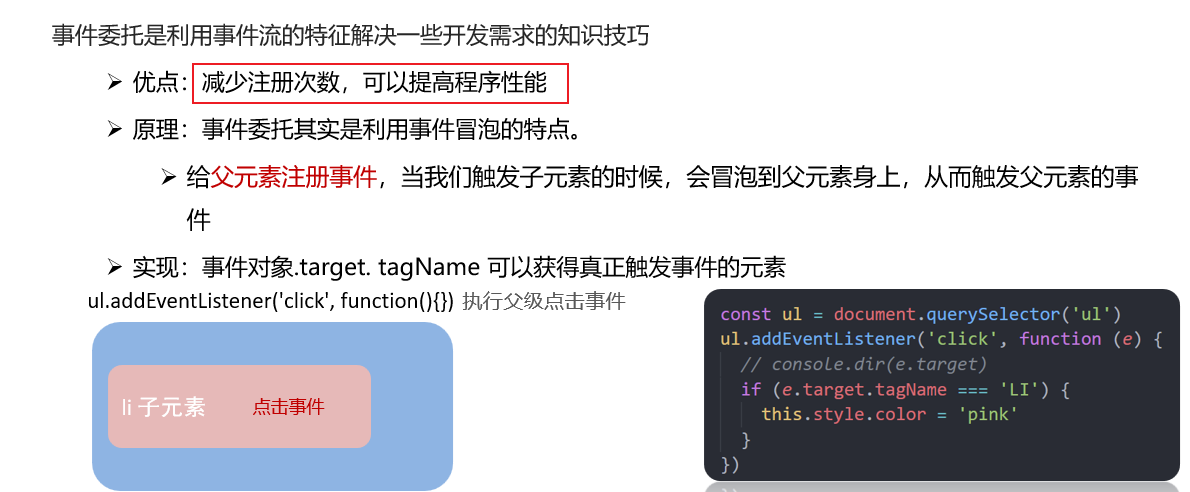 事件委托是利用事件流的特征解决一些开发需求的知识技巧
➢ 优点：减少注册次数，可以提高程序性能
➢ 原理：事件委托其实是利用事件冒泡的特点。
➢ 给父元素注册事件，当我们触发子元素的时候，会冒泡到父元素身上，从而触发父元素的事
件
➢ 实现：事件对象.target. tagName 可以获得真正触发事件的元素
ul.addEventListener('click', function(){}) 执行父级点击事件
li 子元素 点击事件
const ul = document.querySelector('ul')
ul.addEventListener('click', function (e) {
// console.dir(e.target)
if (e.target.tagName === 'LI') {
this.style.color = 'pink'
}
})